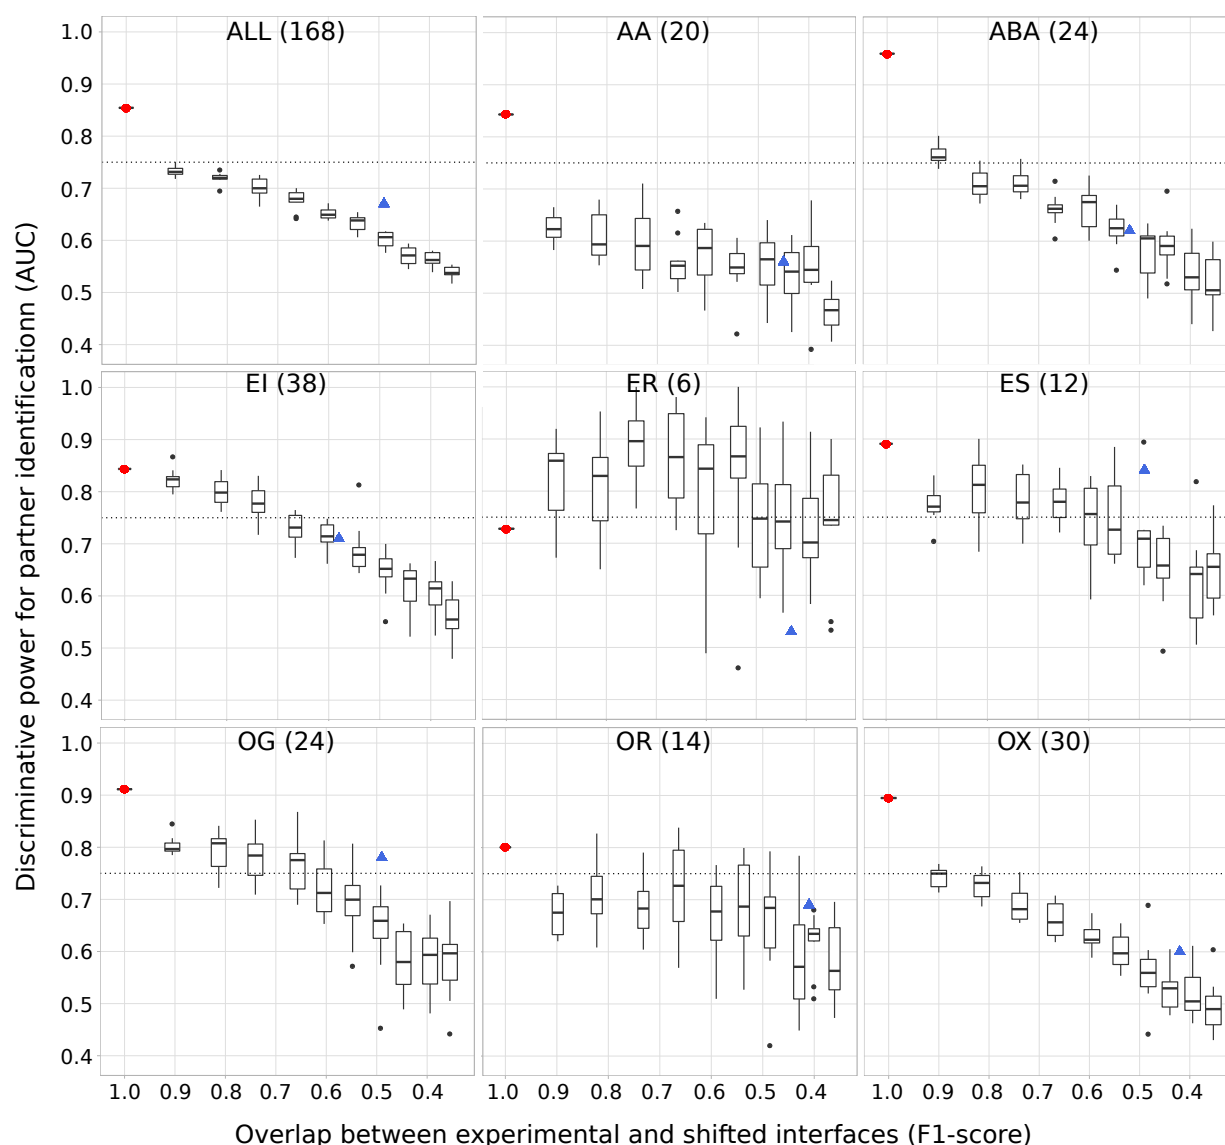 Discriminative power for partner identificationn (AUC)
ALL (168)
AA (20)
ABA (24)
1.0
0.9
0.8
0.7
0.6
0.5
0.4
EI (38)
ER (6)
ES (12)
1.0
0.9
0.8
0.7
0.6
0.5
0.4
OG (24)
OR (14)
OX (30)
1.0
0.9
0.8
0.7
0.6
0.5
0.4
1.0 0.9 0.8 0.7 0.6 0.5 0.4 1.0 0.9 0.8 0.7 0.6 0.5 0.4 1.0 0.9 0.8 0.7 0.6 0.5 0.4
Overlap between experimental and shifted interfaces (F1-score)